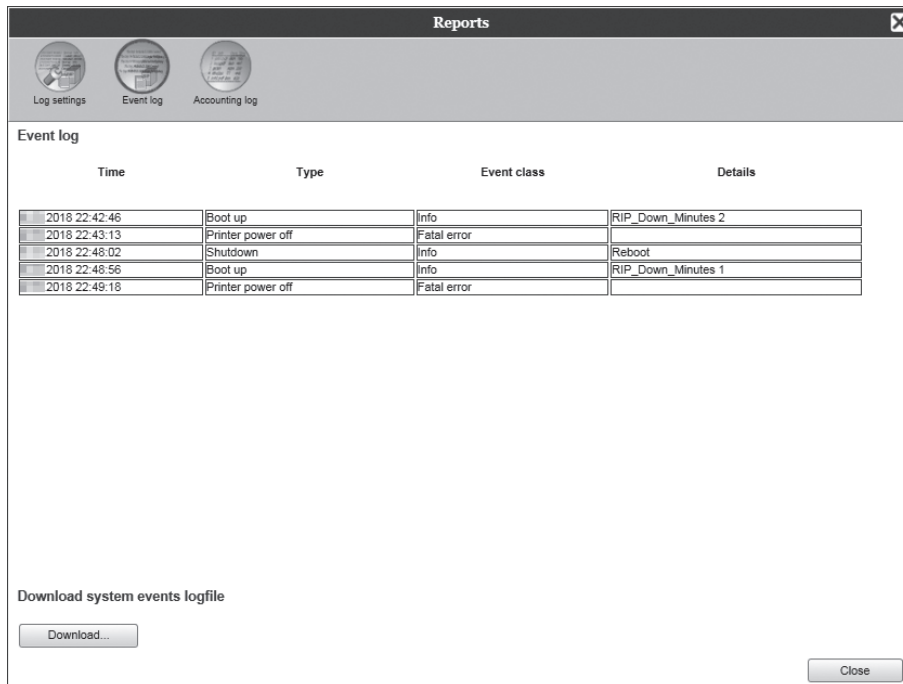 Reports
Log settings Event log Accounting log
Event log
Time Type Event class Details
2018 22:42:46 Boot up Info RIP_Down_Minutes 2
2018 22:43:13 Printer power off Fatal error
2018 22:48:02 Shutdown Info Reboot
2018 22:48:56 Boot up Info RIP_Down_Minutes 1
2018 22:49:18 Printer power off Fatal error
Download system events logfile
Download...
Close